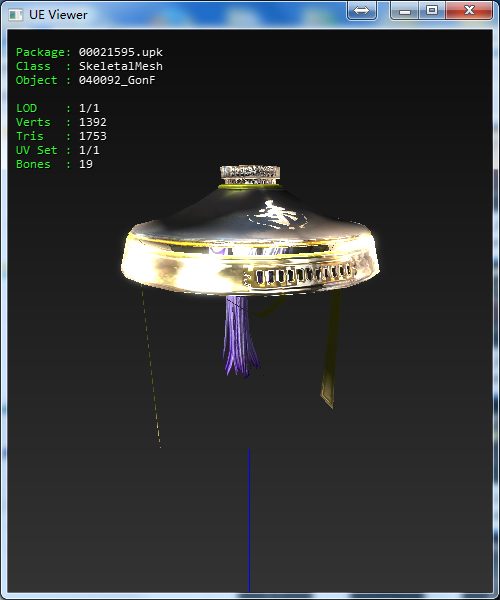 UE Viewer
Package: 00021595.upk
Class : SkeletalMesh
Object : 040092_GonF
LOD : 1/1
Verts : 1392
Tris : 1753
UV Set : 1/1
Bones : 19